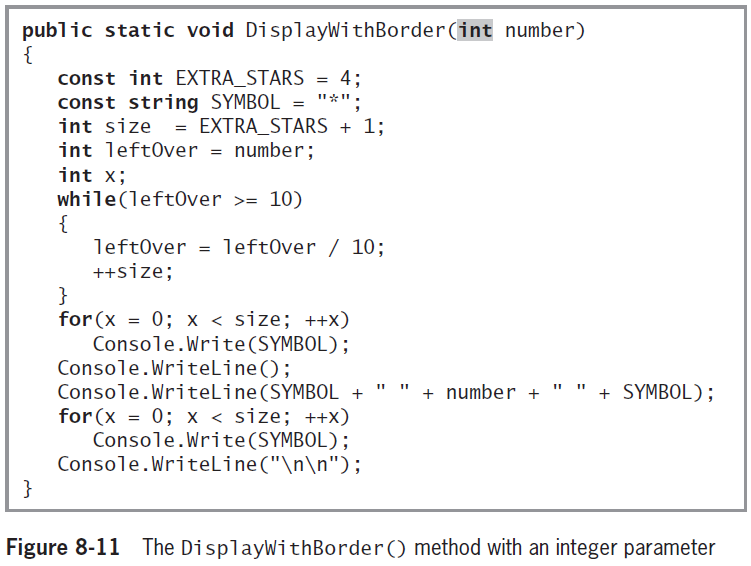 public static void DisplayWithBorder(int number)
{
   const int EXTRA_STARS = 4;
   const string SYMBOL = "*";
   int size  = EXTRA_STARS + 1;
   int leftOver = number;
   int x;
   while(leftOver >= 10)
   {
      leftOver = leftOver / 10;
      ++size;
   }
   for(x = 0; x < size; ++x)
      Console.Write(SYMBOL);
   Console.WriteLine();
   Console.WriteLine(SYMBOL + " " + number + " " + SYMBOL);
   for(x = 0; x < size; ++x)
      Console.Write(SYMBOL);
   Console.WriteLine("\n\n");
}
Figure 8-11 The DisplayWithBorder() method with an integer parameter